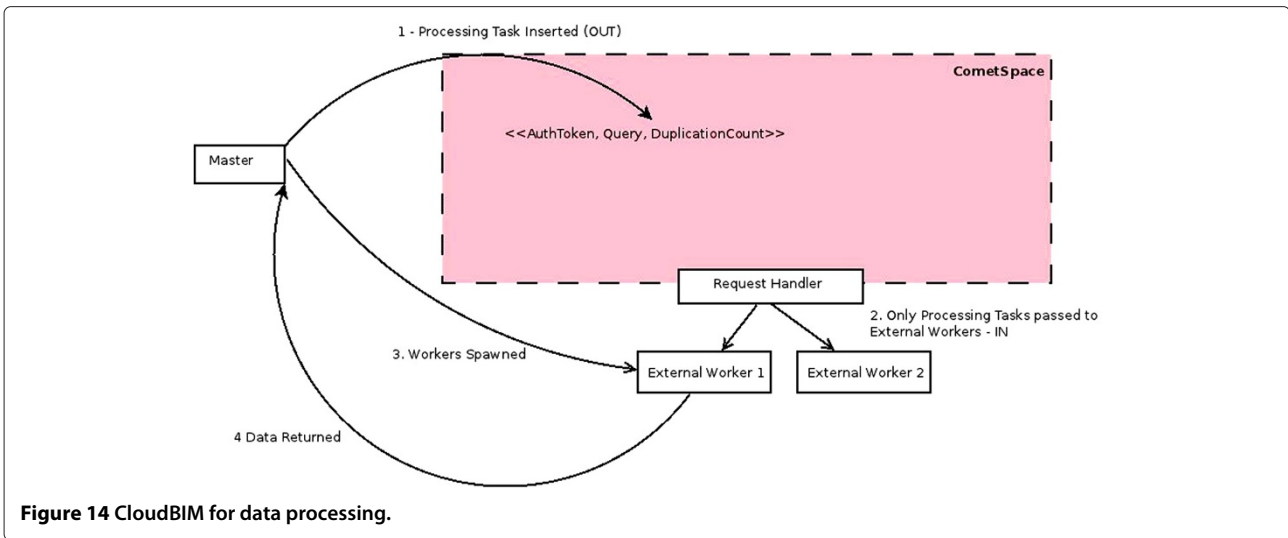 1 - Processing Task Inserted (OUT)
CometSpace
<<AuthToken, Query, DuplicationCount>>
Master
Request Handler
2. Only Processing Tasks passed to
External Workers - IN
3. Workers Spawned
External Worker 1
External Worker 2
4 Data Returned
Figure 14 CloudBIM for data processing.